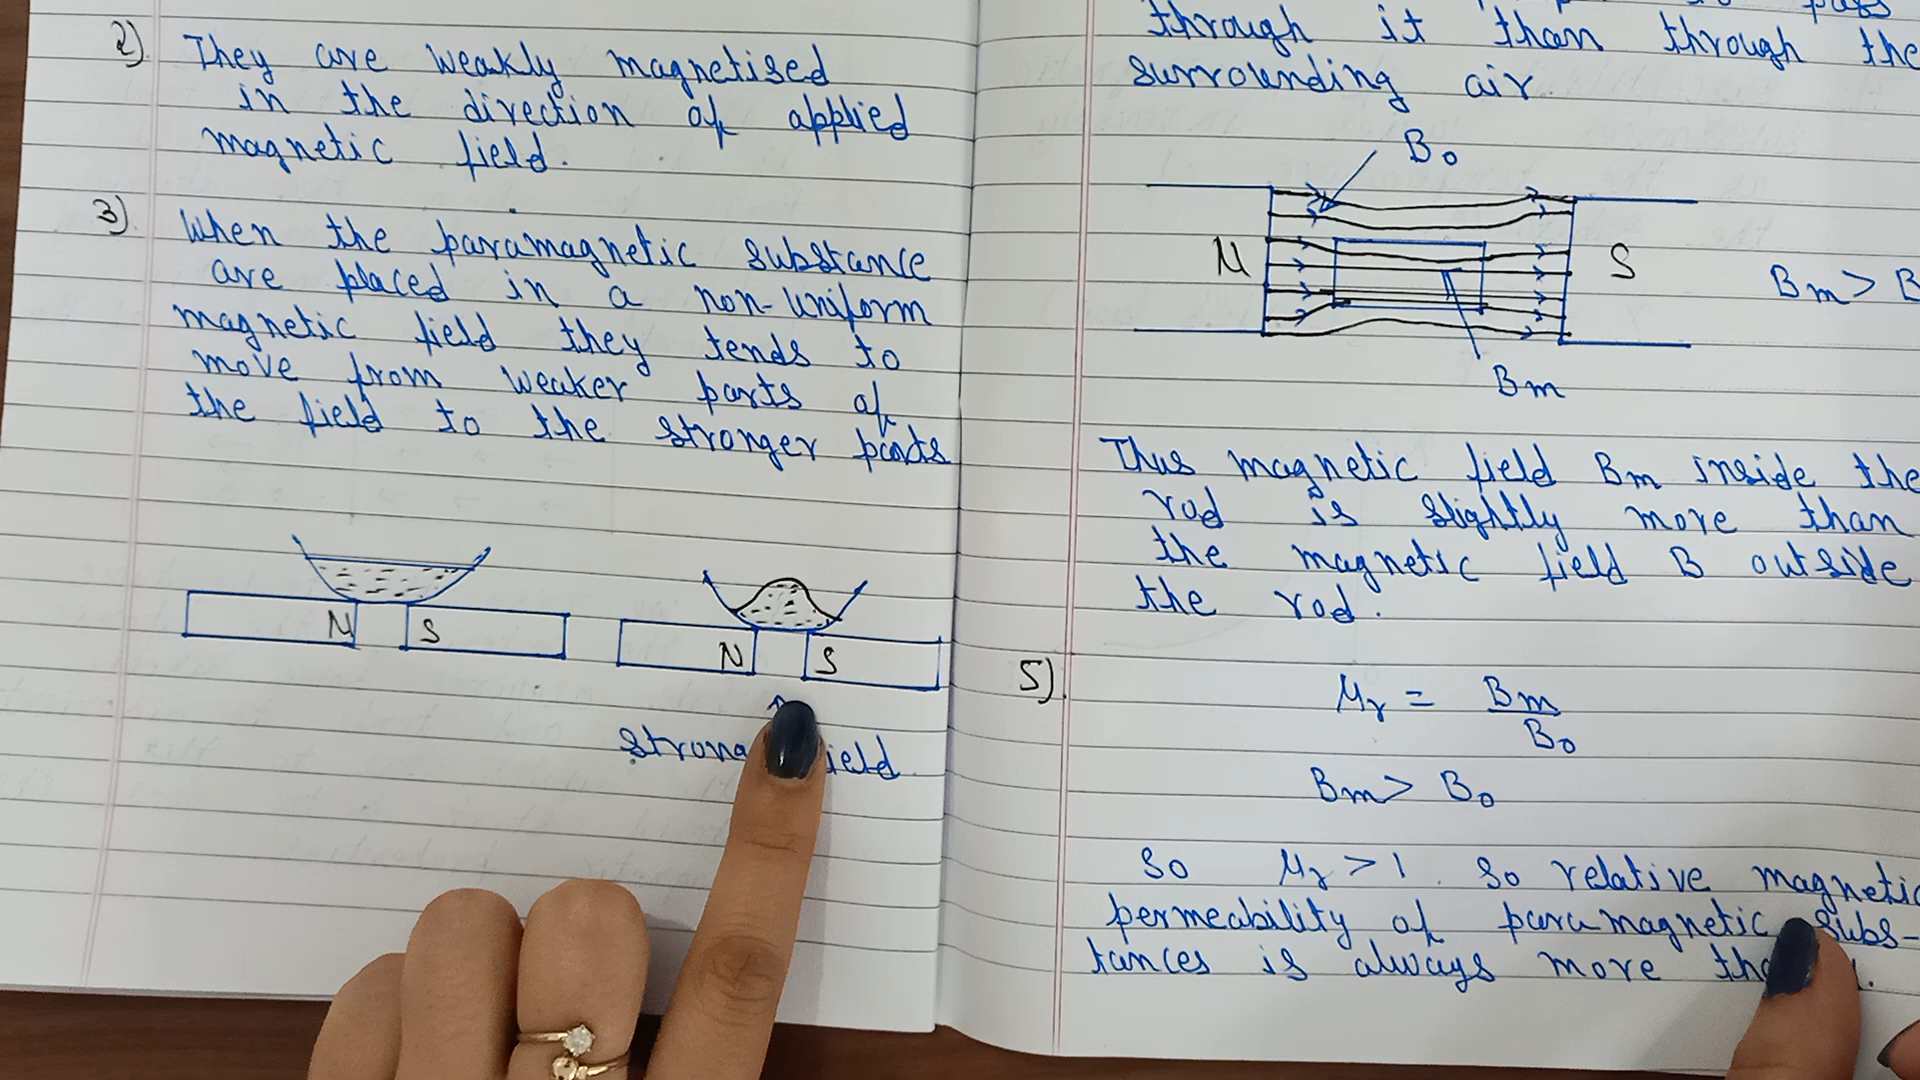 2). They are weakly magnetised
in the direction of applied
magnetic field.
3). When the paramagnetic substance
are placed in a non-uniform
magnetic field they tends to
move from weaker parts of
the field to the stronger parts
N S
N S
through it than through the
surrounding air
B₀
N S
Bm > B
Bm
Thus magnetic field Bm inside the
rod is slightly more than
the magnetic field B outside
the rod.
5). μr = Bm / B₀
Bm > B₀
So μr > 1. So relative magnetic
permeability of paramagnetic subs-
tances is always more